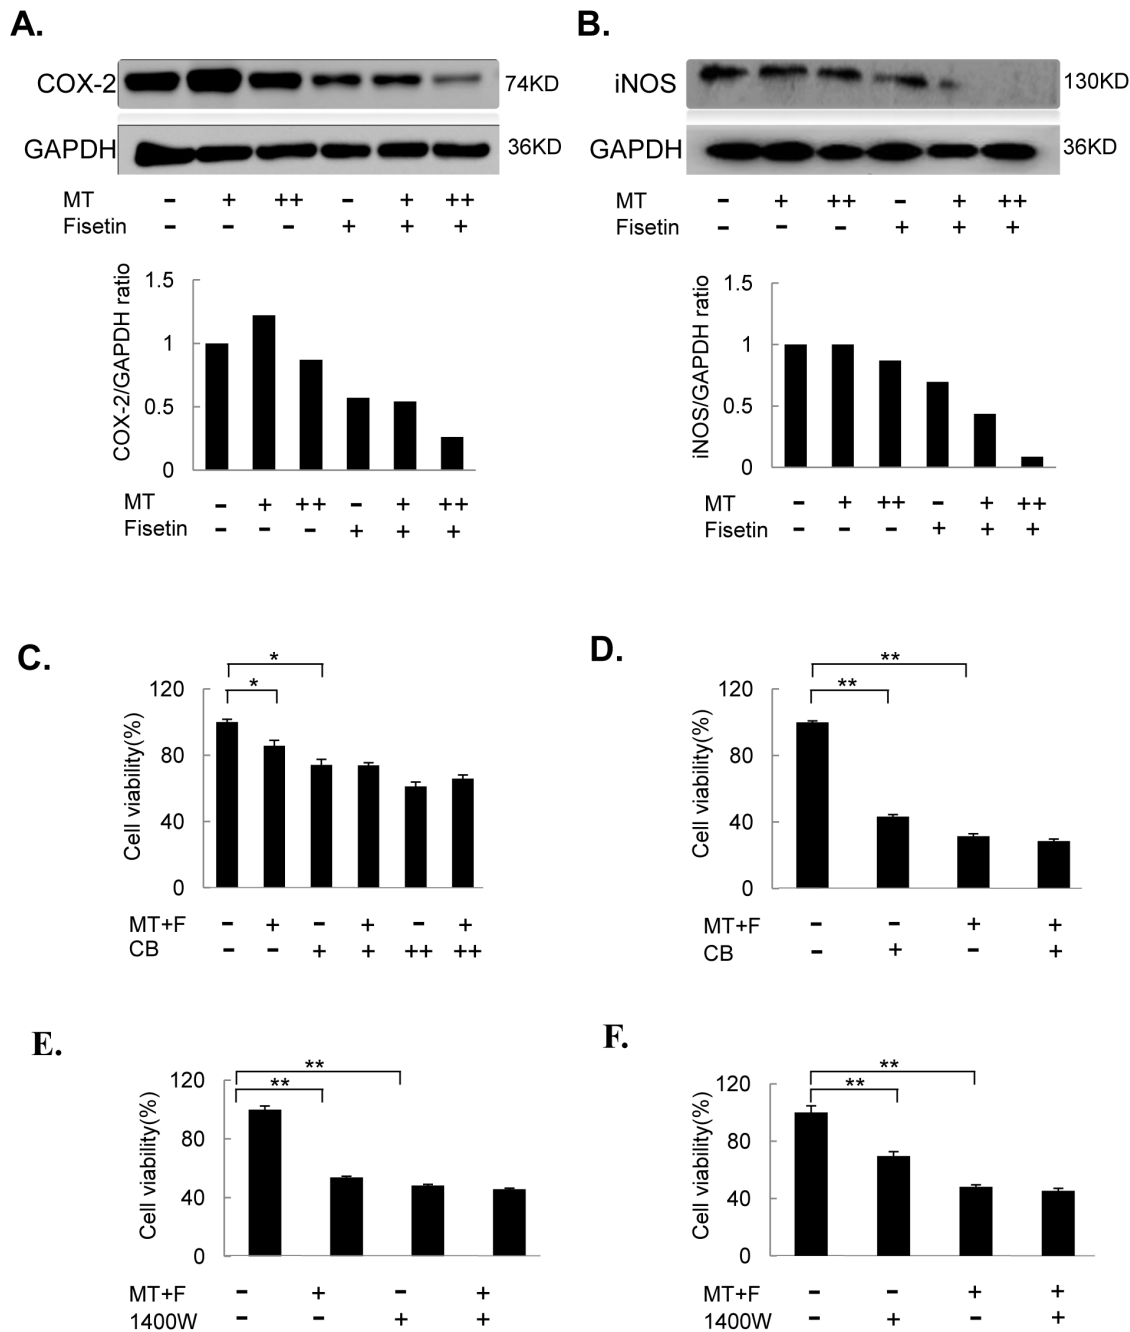 A.
COX-2 74KD
GAPDH 36KD
MT - + ++ - + ++
Fisetin - - - + + +
COX-2/GAPDH ratio
1.5
1
0.5
0
MT - + ++ - + ++
Fisetin - - - + + +
B.
iNOS 130KD
GAPDH 36KD
MT - + ++ - + ++
Fisetin - - - + + +
iNOS/GAPDH ratio
1.5
1
0.5
0
MT - + ++ - + ++
Fisetin - - - + + +
C.
*
*
Cell viability(%)
120
80
40
0
MT+F - + - + - +
CB - - + + ++ ++
D.
**
**
Cell viability(%)
120
80
40
0
MT+F - - + +
CB - + - +
E.
**
**
Cell viability(%)
120
80
40
0
MT+F - + - +
1400W - - + +
F.
**
**
Cell viability(%)
120
80
40
0
MT+F - - + +
1400W - + - +